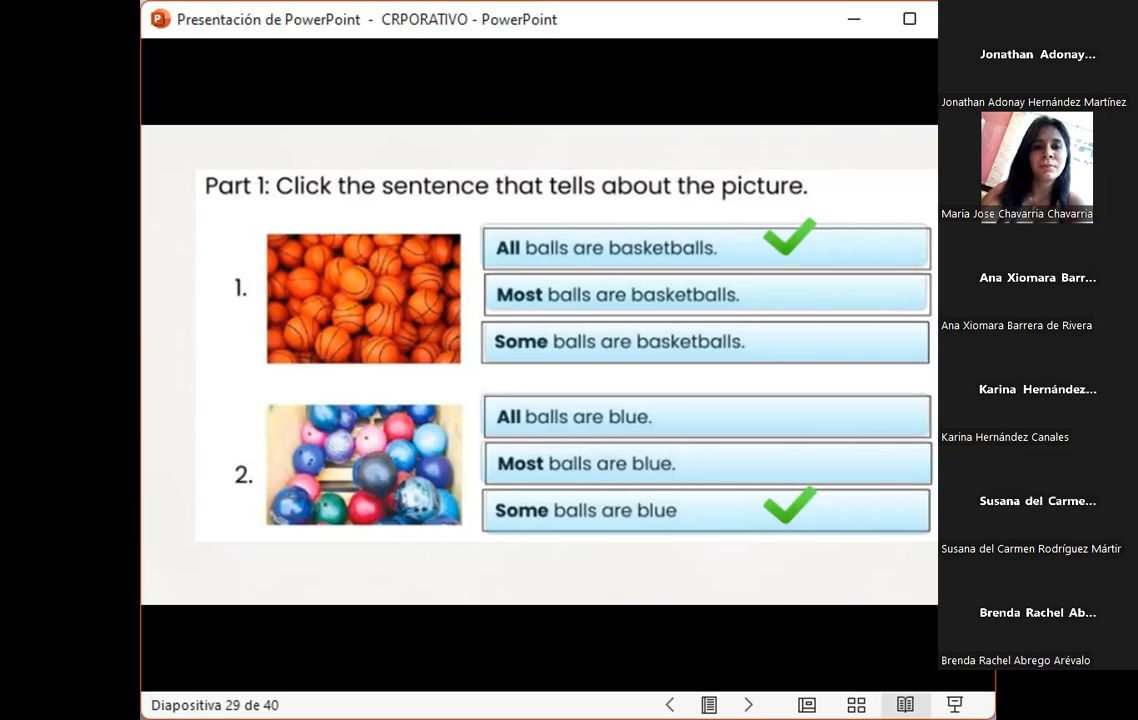 Presentación de PowerPoint - CRPORATIVO - PowerPoint
Part 1: Click the sentence that tells about the picture.
1.
All balls are basketballs.
Most balls are basketballs.
Some balls are basketballs.
2.
All balls are blue.
Most balls are blue.
Some balls are blue
Diapositiva 29 de 40
Jonathan Adonay...
Jonathan Adonay Hernández Martínez
Maria Jose Chavarria Chavarria
Ana Xiomara Barr...
Ana Xiomara Barrera de Rivera
Karina Hernández...
Karina Hernández Canales
Susana del Carme...
Susana del Carmen Rodríguez Mártir
Brenda Rachel Ab...
Brenda Rachel Abrego Arévalo